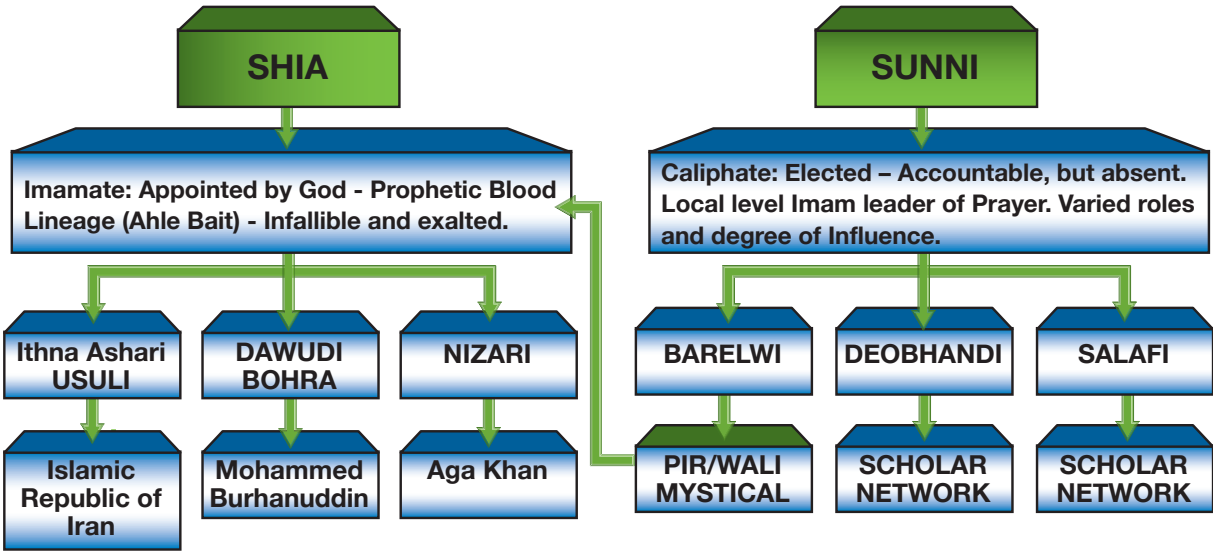 SHIA
SUNNI
Imamate: Appointed by God - Prophetic Blood
Lineage (Ahle Bait) - Infallible and exalted.
Caliphate: Elected – Accountable, but absent.
Local level Imam leader of Prayer. Varied roles
and degree of Influence.
Ithna Ashari
USULI
DAWUDI
BOHRA
NIZARI
BARELWI
DEOBHANDI
SALAFI
Islamic
Republic of
Iran
Mohammed
Burhanuddin
Aga Khan
PIR/WALI
MYSTICAL
SCHOLAR
NETWORK
SCHOLAR
NETWORK